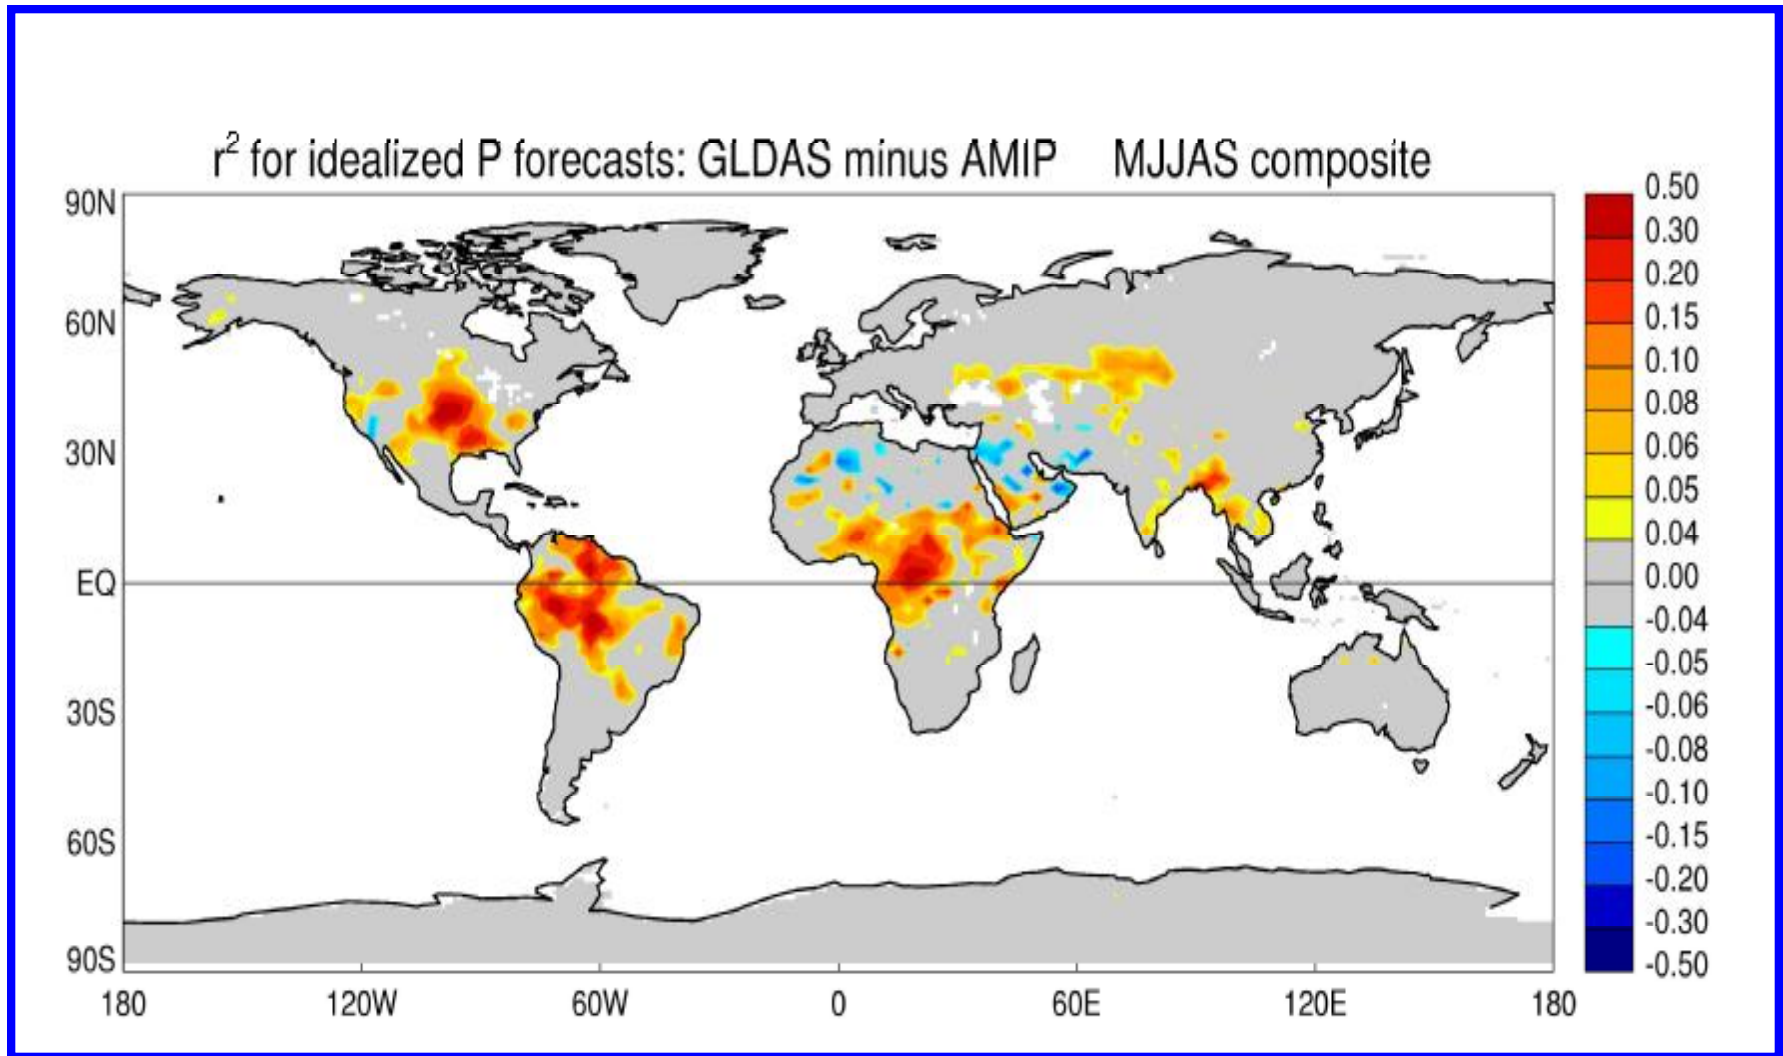 r² for idealized P forecasts: GLDAS minus AMIP MJJAS composite
90N
60N
30N
EQ
30S
60S
90S
180
120W
60W
0
60E
120E
180
0.50
0.30
0.20
0.15
0.10
0.08
0.06
0.05
0.04
0.00
-0.04
-0.05
-0.06
-0.08
-0.10
-0.15
-0.20
-0.30
-0.50